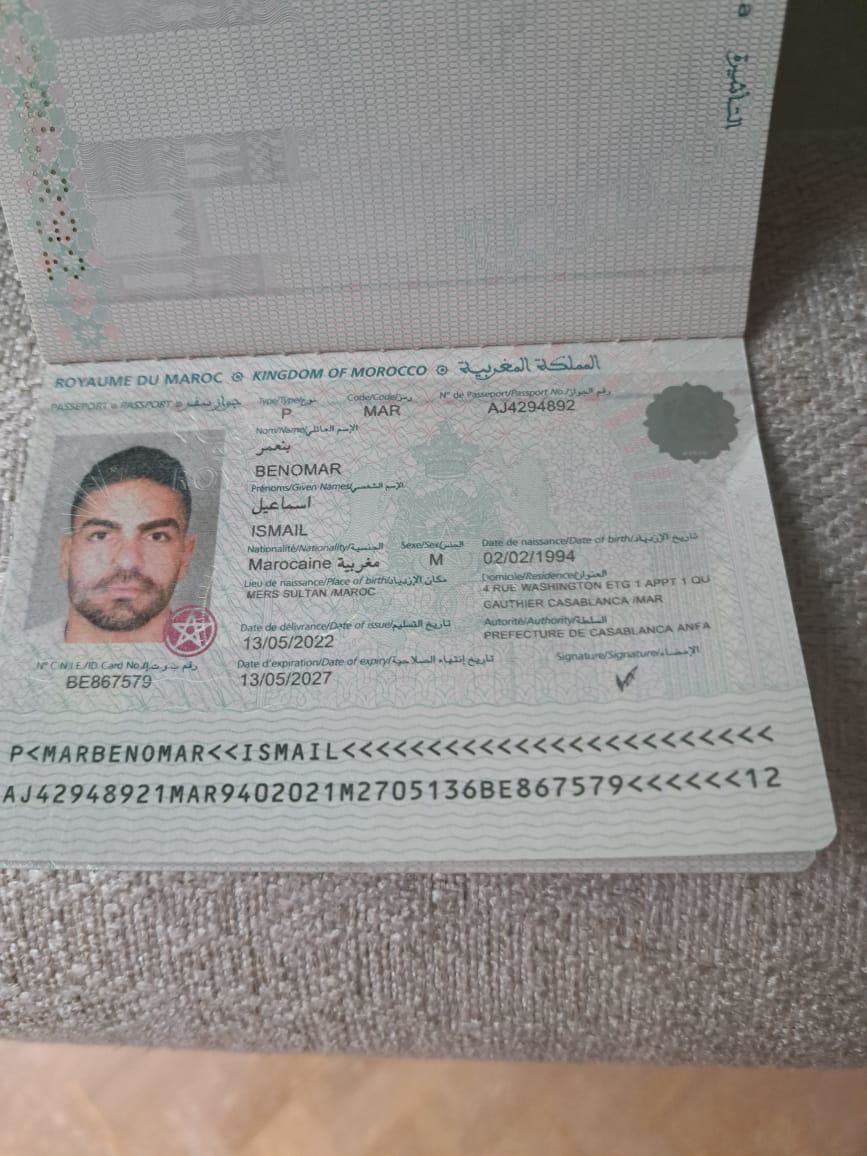 التأشيرة
ROYAUME DU MAROC KINGDOM OF MOROCCO المملكة المغربية
PASSEPORT PASSPORT جواز سفر
Type/Type/نوع
P
Code/Code/رمز
MAR
N° de Passeport/Passport No./رقم الجواز
AJ4294892
Nom/Name/الإسم العائلي
بنعمر
BENOMAR
Prénoms/Given Names/الإسم الشخصي
اسماعيل
ISMAIL
Nationalité/Nationality/الجنسية
Marocaine مغربية
Sexe/Sex/الجنس
M
Date de naissance/Date of birth/تاريخ الإزدياد
02/02/1994
Lieu de naissance/Place of birth/مكان الإزدياد
MERS SULTAN /MAROC
Domicile/Residence/العنوان
4 RUE WASHINGTON ETG 1 APPT 1 QU
GAUTHIER CASABLANCA /MAR
Date de délivrance/Date of issue/تاريخ التسليم
13/05/2022
Autorité/Authority/السلطة
PREFECTURE DE CASABLANCA ANFA
Date d'expiration/Date of expiry/تاريخ إنتهاء الصلاحية
13/05/2027
Signature/Signature/الإمضاء
N° C.N.I.E./ID.Card No./رقم ب.و.ت.إ
BE867579
P<MARBENOMAR<<ISMAIL<<<<<<<<<<<<<<<<<<<<<<<<
AJ42948921MAR9402021M2705136BE867579<<<<<<12